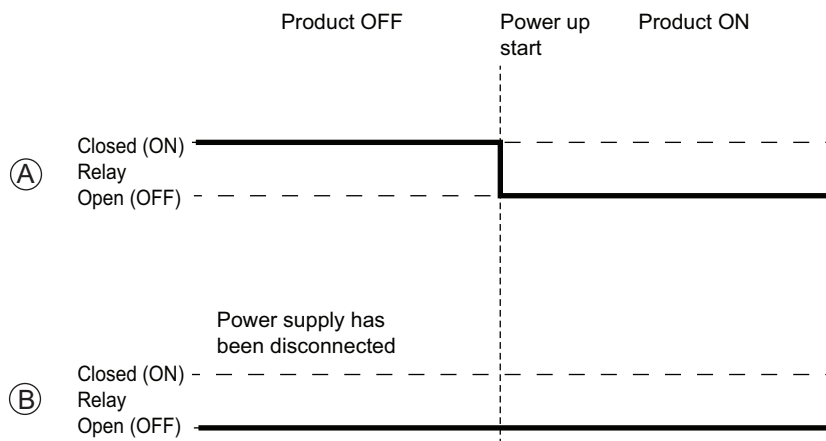 Product OFF
Power up
start
Product ON
A
Closed (ON)
Relay
Open (OFF)
Power supply has
been disconnected
B
Closed (ON)
Relay
Open (OFF)